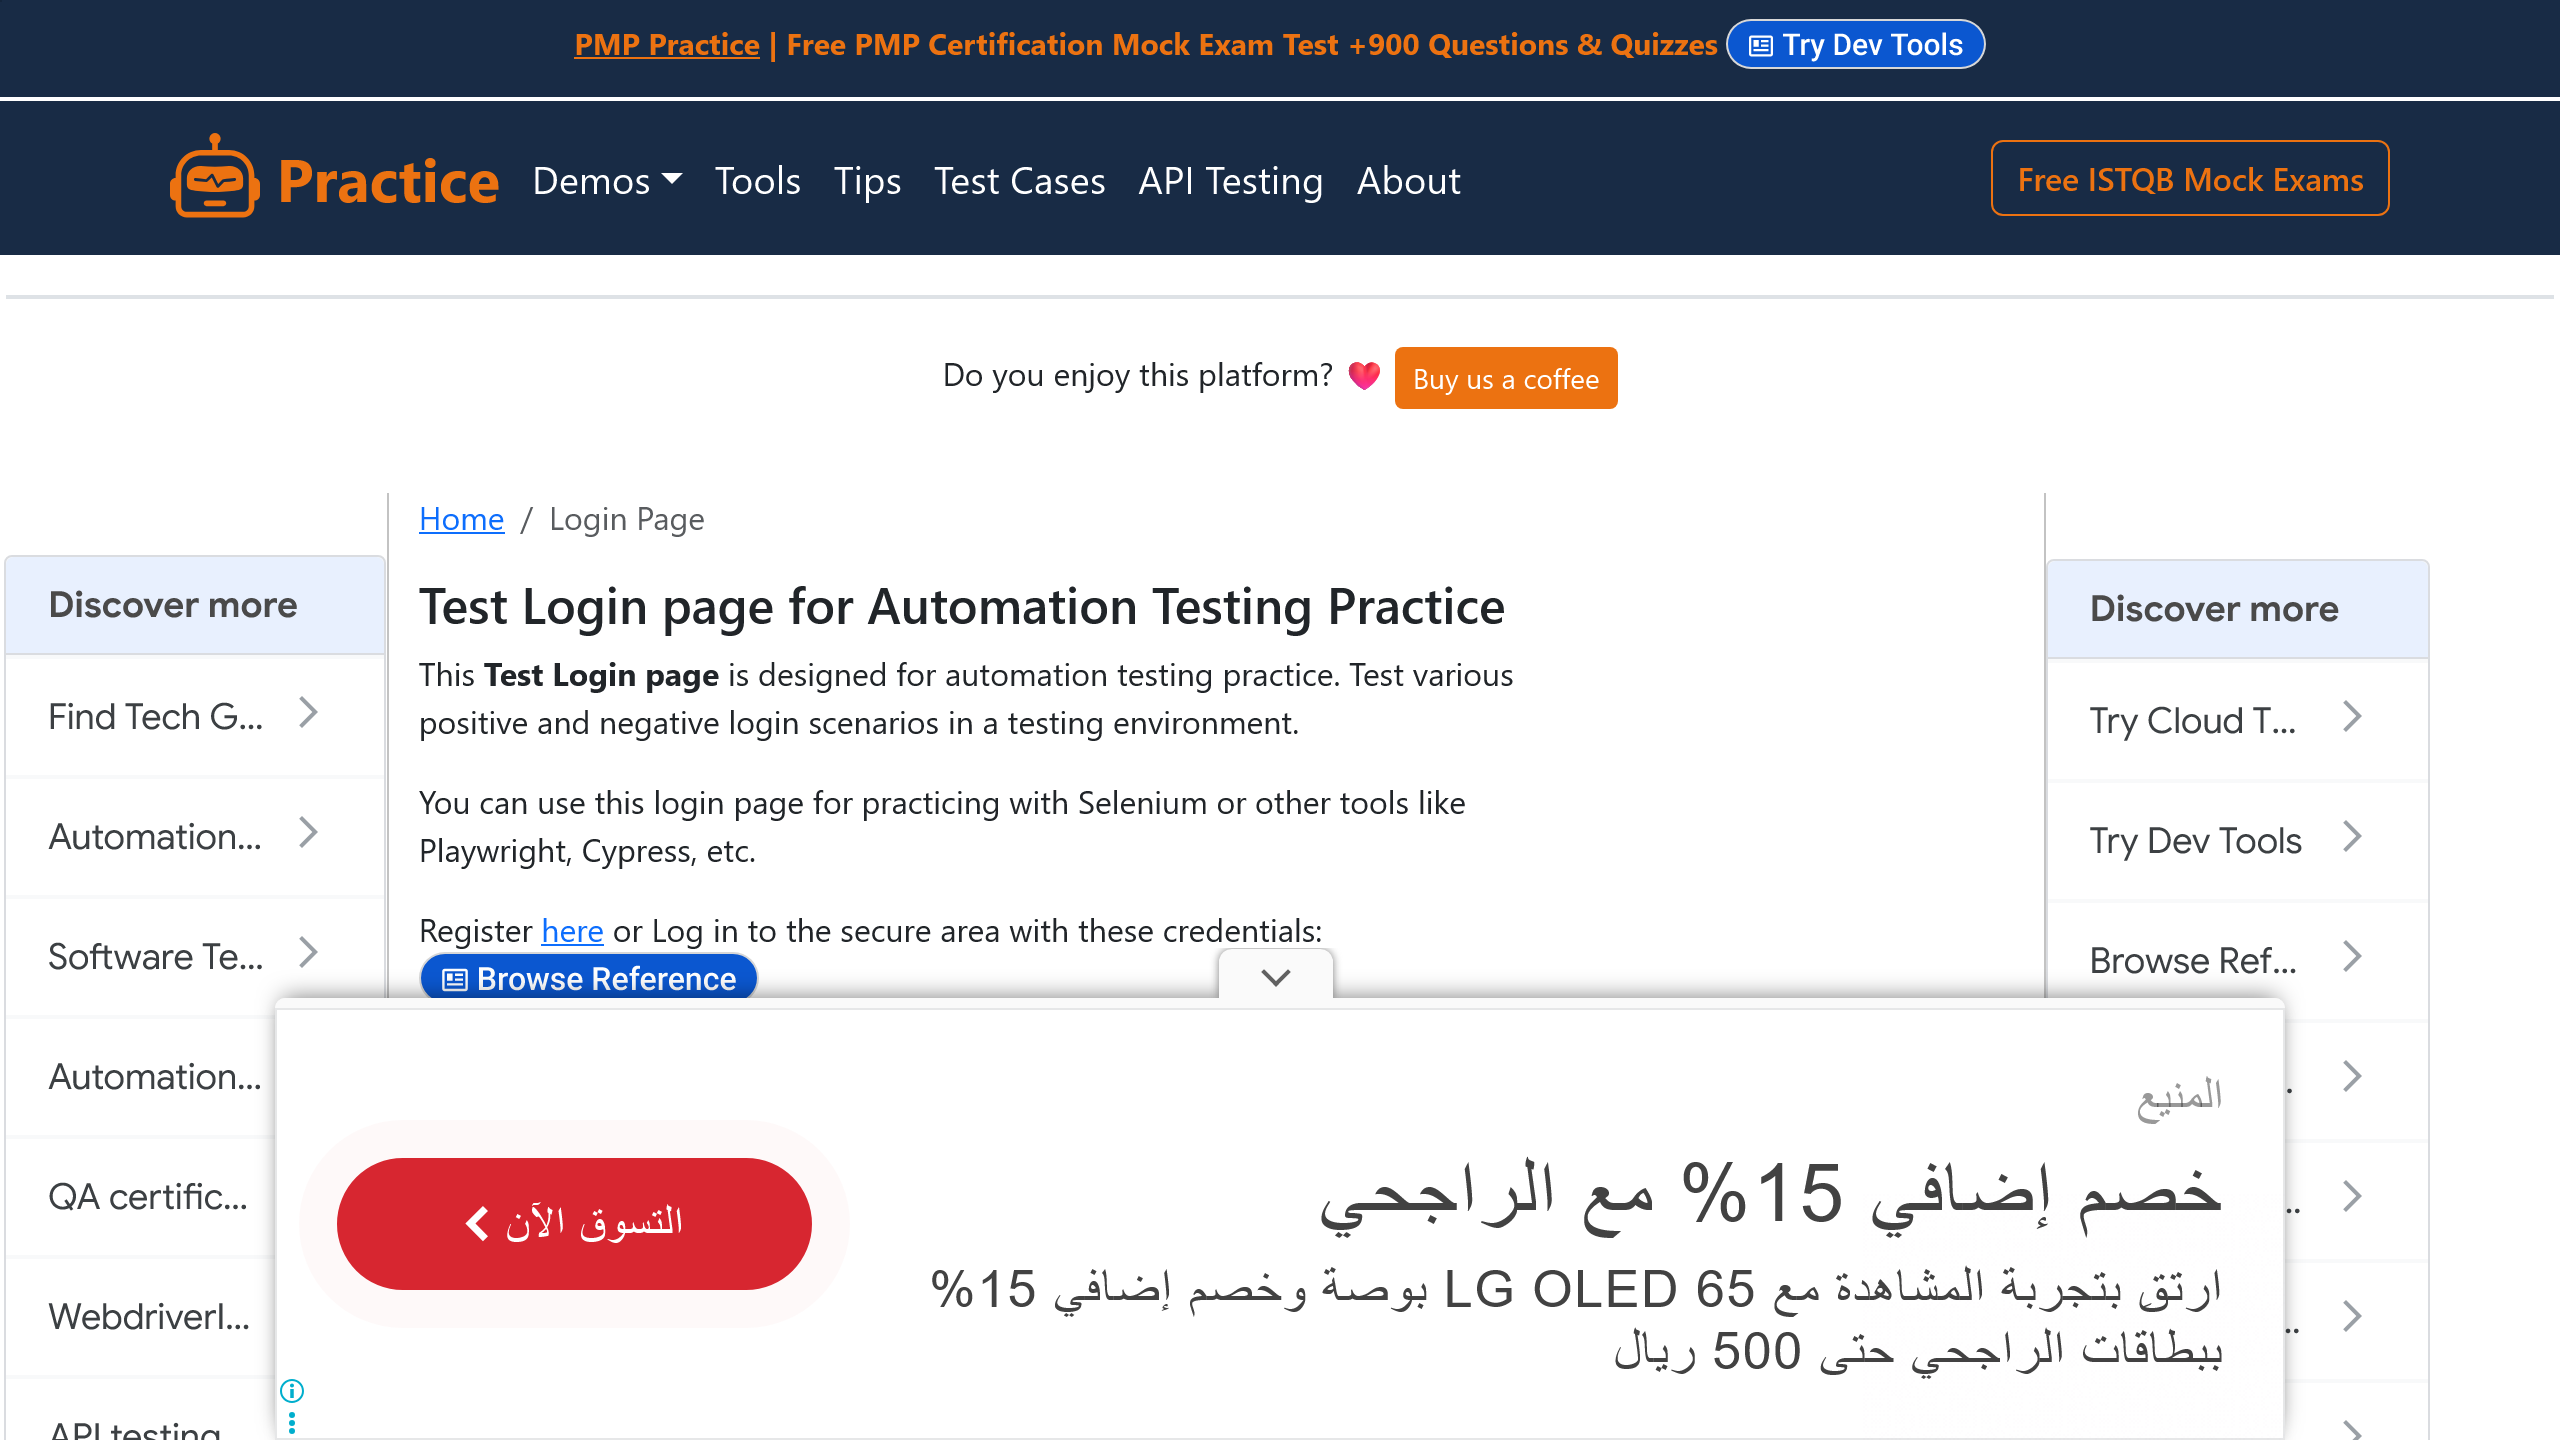 PMP Practice | Free PMP Certification Mock Exam Test +900 Questions & Quizzes Try Dev Tools
Practice Demos Tools Tips Test Cases API Testing About Free ISTQB Mock Exams
Do you enjoy this platform? Buy us a coffee
Home / Login Page
Discover more
Find Tech G...
Automation...
Software Te...
Automation...
QA certific...
Webdriverl...
API testing
Test Login page for Automation Testing Practice
This Test Login page is designed for automation testing practice. Test various
positive and negative login scenarios in a testing environment.
You can use this login page for practicing with Selenium or other tools like
Playwright, Cypress, etc.
Register here or Log in to the secure area with these credentials:
Browse Reference
Discover more
Try Cloud T...
Try Dev Tools
Browse Ref...
المنيع
خصم إضافي 15% مع الراجحي
ارتقِ بتجربة المشاهدة مع LG OLED 65 بوصة وخصم إضافي 15%
ببطاقات الراجحي حتى 500 ريال
التسوق الآن